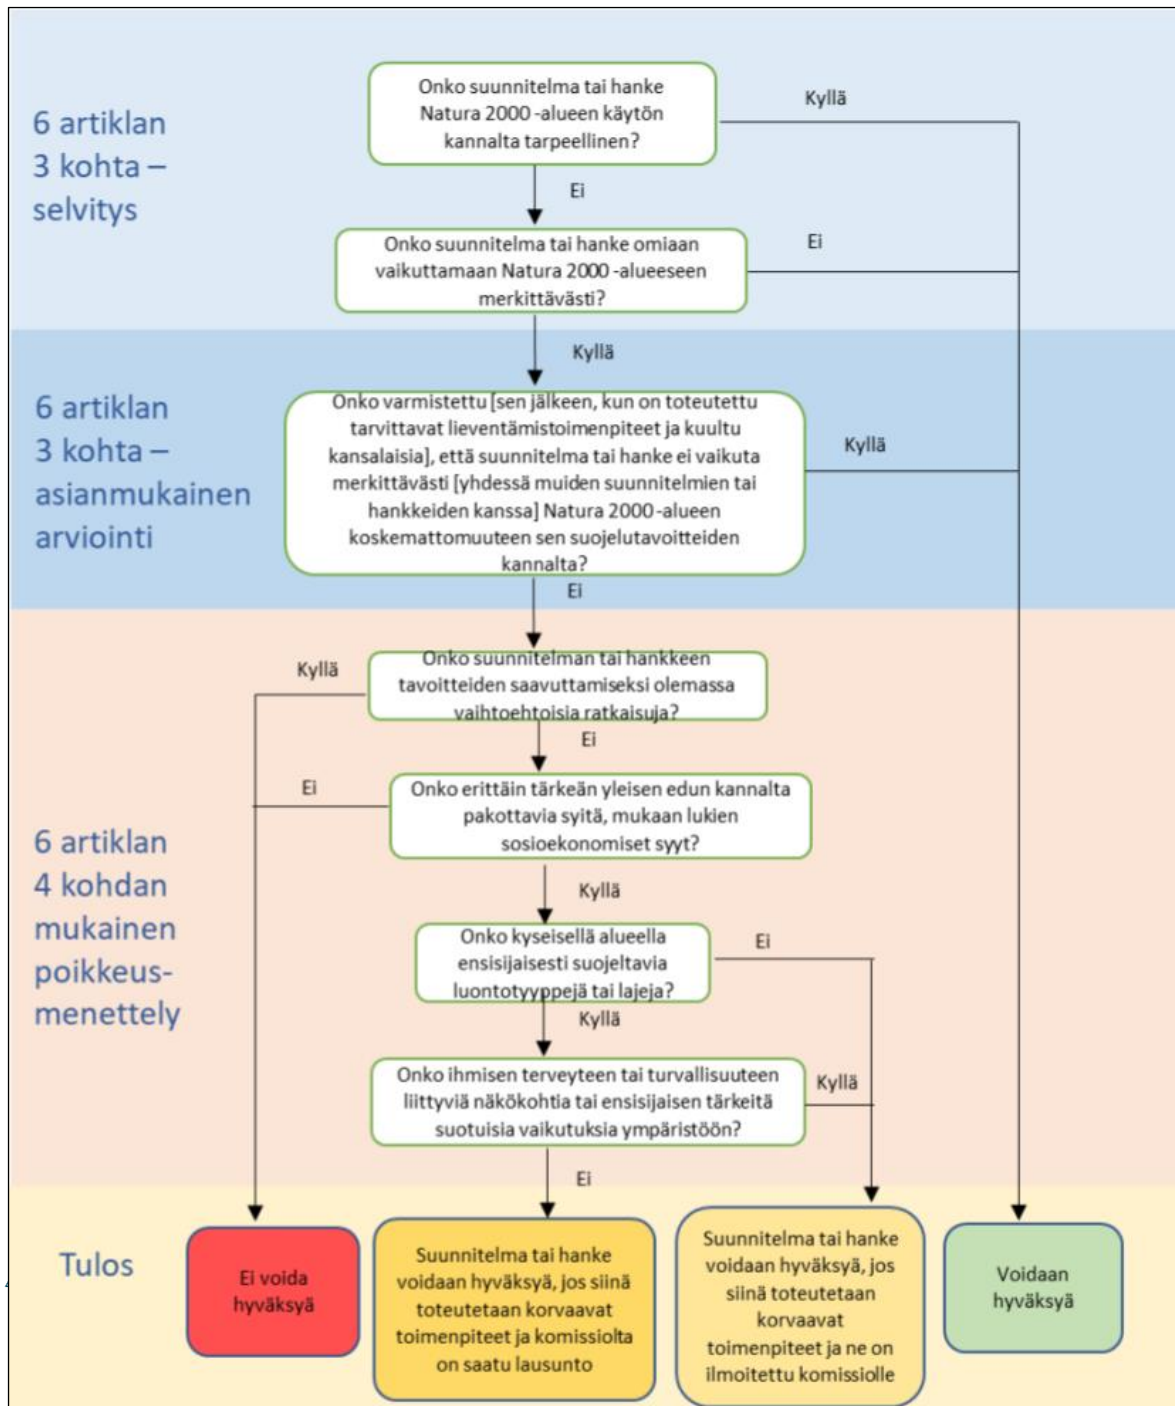 6 artiklan
3 kohta –
selvitys
Onko suunnitelma tai hanke
Natura 2000 -alueen käytön
kannalta tarpeellinen?
Kyllä
Ei
Onko suunnitelma tai hanke omiaan
vaikuttamaan Natura 2000 -alueeseen
merkittävästi?
Ei
Kyllä
6 artiklan
3 kohta –
asianmukainen
arviointi
Onko varmistettu [sen jälkeen, kun on toteutettu
tarvittavat lieventämistoimenpiteet ja kuultu
kansalaisia], että suunnitelma tai hanke ei vaikuta
merkittävästi [yhdessä muiden suunnitelmien tai
hankkeiden kanssa] Natura 2000 -alueen
koskemattomuuteen sen suojelutavoitteiden
kannalta?
Kyllä
Ei
6 artiklan
4 kohdan
mukainen
poikkeus-
menettely
Onko suunnitelman tai hankkeen
tavoitteiden saavuttamiseksi olemassa
vaihtoehtoisia ratkaisuja?
Kyllä
Ei
Onko erittäin tärkeän yleisen edun kannalta
pakottavia syitä, mukaan lukien
sosioekonomiset syyt?
Ei
Kyllä
Onko kyseisellä alueella
ensisijaisesti suojeltavia
luontotyyppejä tai lajeja?
Ei
Kyllä
Onko ihmisen terveyteen tai turvallisuuteen
liittyviä näkökohtia tai ensisijaisen tärkeitä
suotuisia vaikutuksia ympäristöön?
Kyllä
Ei
Tulos
Ei voida
hyväksyä
Suunnitelma tai hanke
voidaan hyväksyä, jos siinä
toteutetaan korvaavat
toimenpiteet ja komissiolta
on saatu lausunto
Suunnitelma tai hanke
voidaan hyväksyä, jos
siinä toteutetaan
korvaavat
toimenpiteet ja ne on
ilmoitettu komissiolle
Voidaan
hyväksyä